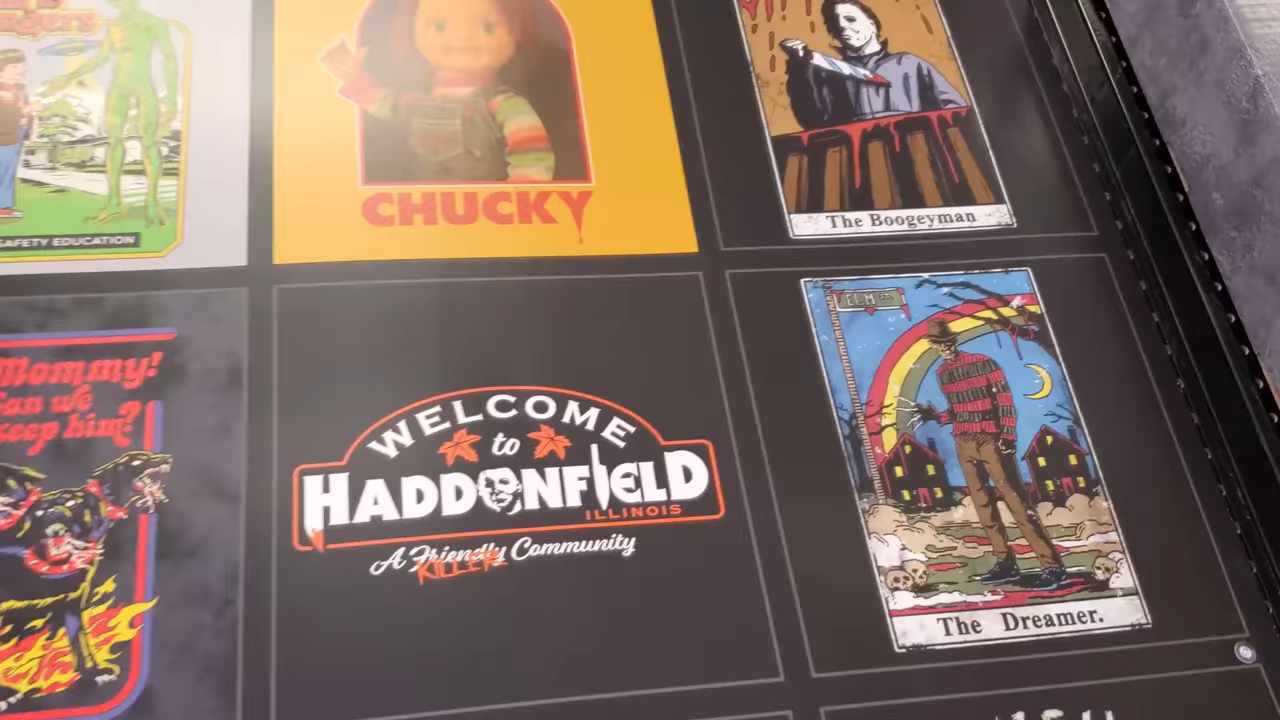 SAFETY EDUCATION
CHUCKY
The Boogeyman
Mommy!
we
keep him?
WELCOME
to
HADDONFIELD
ILLINOIS
A Friendly Community
KILLER
ELM ST.
The Dreamer.